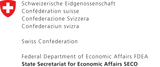 Schweizerische Eidgenossenschaft
Confédération suisse
Confederazione Svizzera
Confederaziun svizra
Swiss Confederation
Federal Department of Economic Affairs FDEA
State Secretariat for Economic Affairs SECO